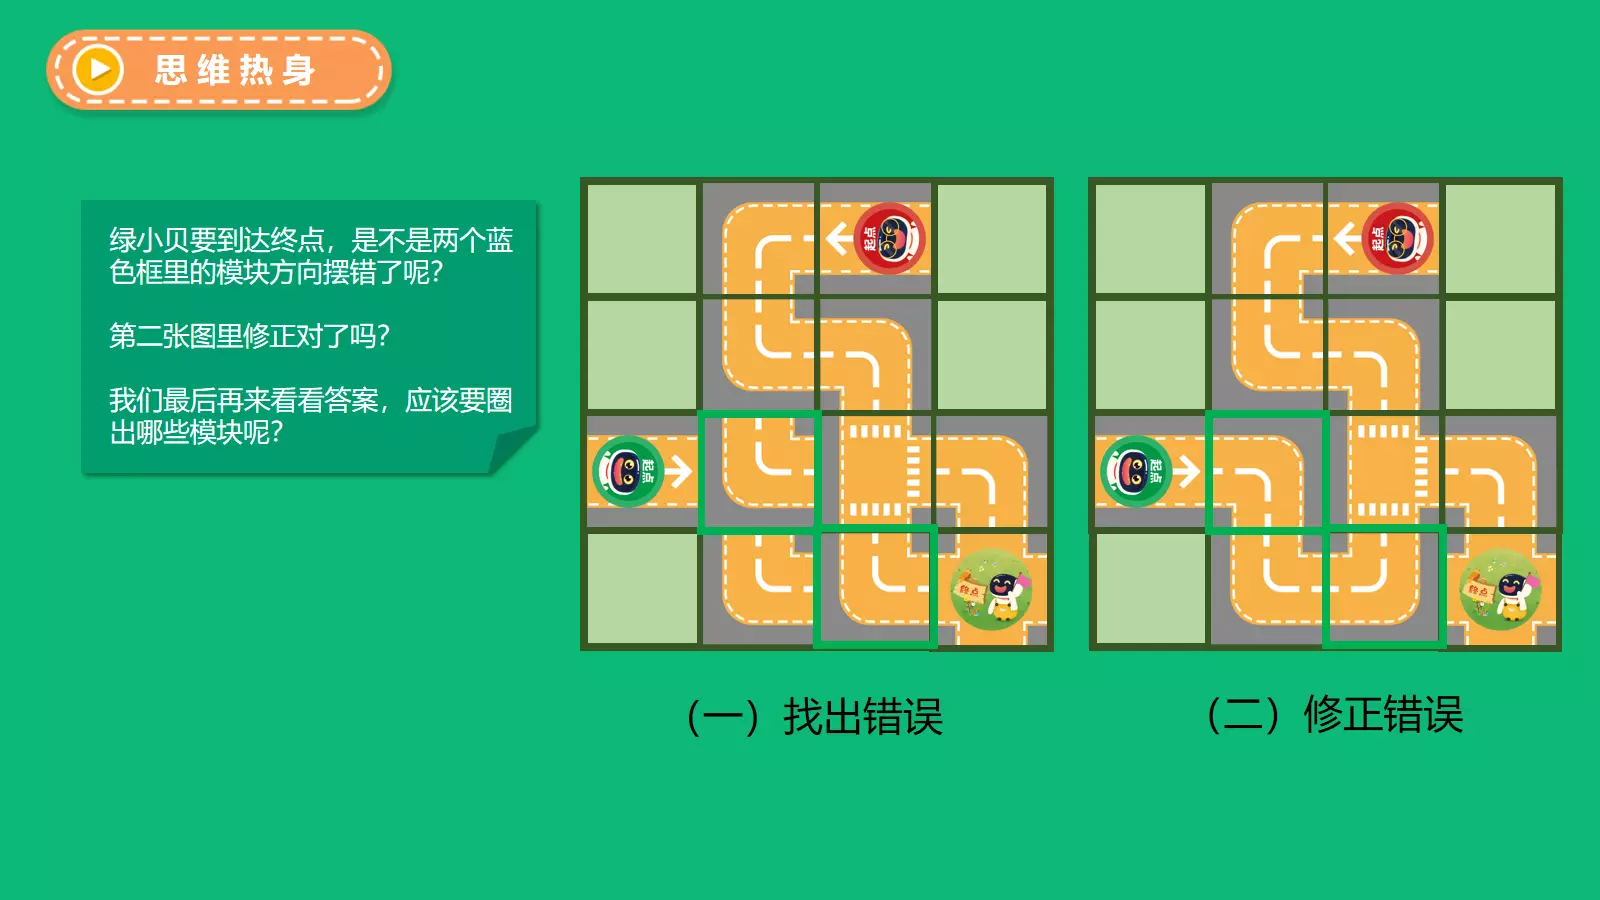 思维热身
绿小贝要到达终点，是不是两个蓝
色框里的模块方向摆错了呢？
第二张图里修正对了吗？
我们最后再来看看答案，应该要圈
出哪些模块呢？
起点
起点
起点
起点
终点
终点
（一）找出错误
（二）修正错误